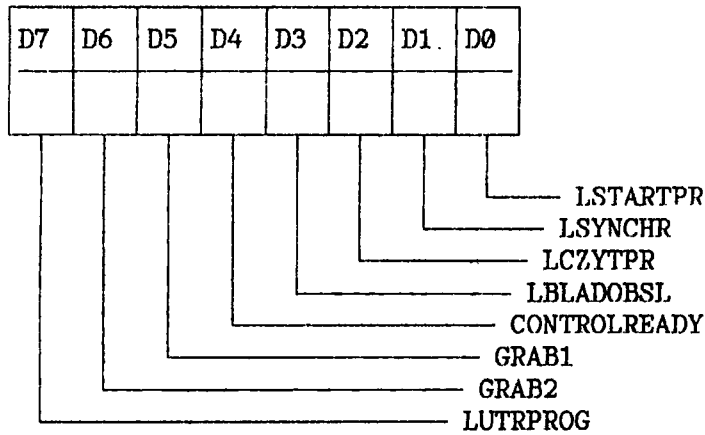 D7 D6 D5 D4 D3 D2 D1. D0
LSTARTPR
LSYNCHR
LCZYTPR
LBLADOBSL
CONTROLREADY
GRAB1
GRAB2
LUTRPROG